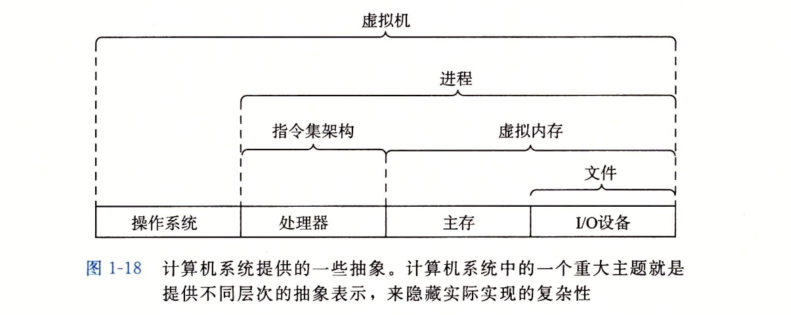 虚拟机
进程
指令集架构 虚拟内存
文件
操作系统 处理器 主存 I/O设备
图 1-18 计算机系统提供的一些抽象。计算机系统中的一个重大主题就是
提供不同层次的抽象表示，来隐藏实际实现的复杂性